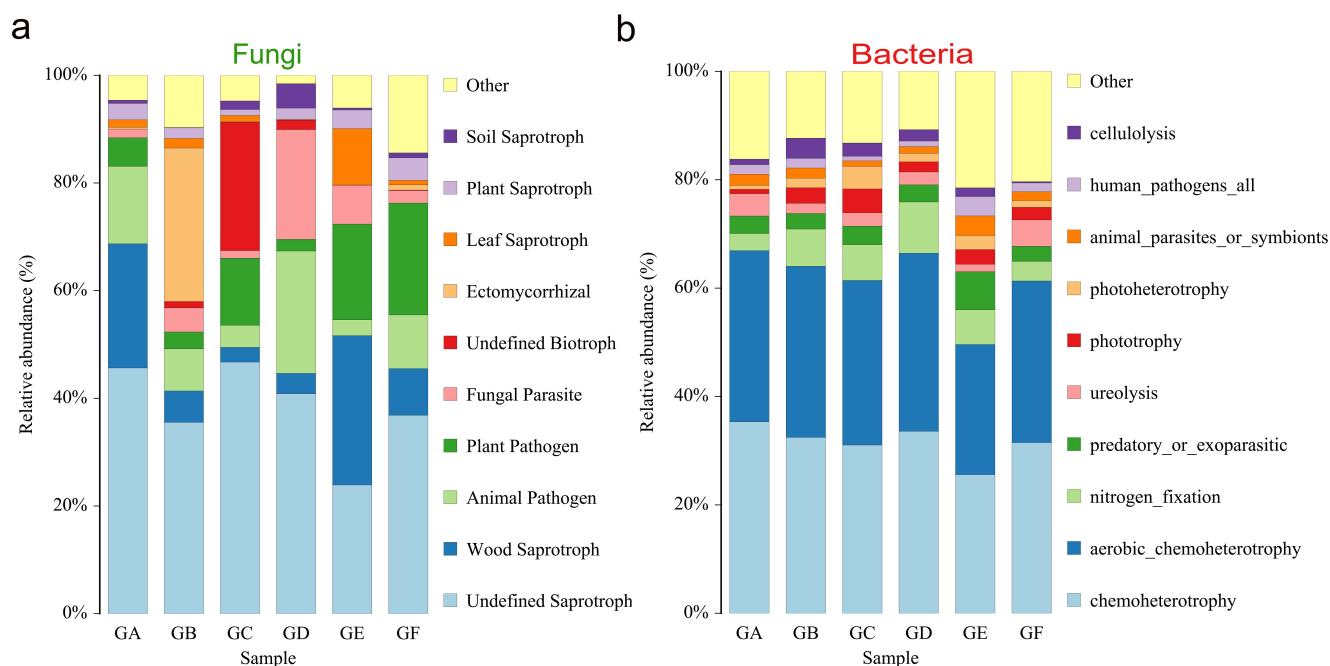 a
Fungi
Relative abundance (%)
100%
80%
60%
40%
20%
0%
GA GB GC GD GE GF
Sample
Other
Soil Saprotroph
Plant Saprotroph
Leaf Saprotroph
Ectomycorrhizal
Undefined Biotroph
Fungal Parasite
Plant Pathogen
Animal Pathogen
Wood Saprotroph
Undefined Saprotroph
b
Bacteria
Relative abundance (%)
100%
80%
60%
40%
20%
0%
GA GB GC GD GE GF
Sample
Other
cellulolysis
human_pathogens_all
animal_parasites_or_symbionts
photoheterotrophy
phototrophy
ureolysis
predatory_or_exoparasitic
nitrogen_fixation
aerobic_chemoheterotrophy
chemoheterotrophy